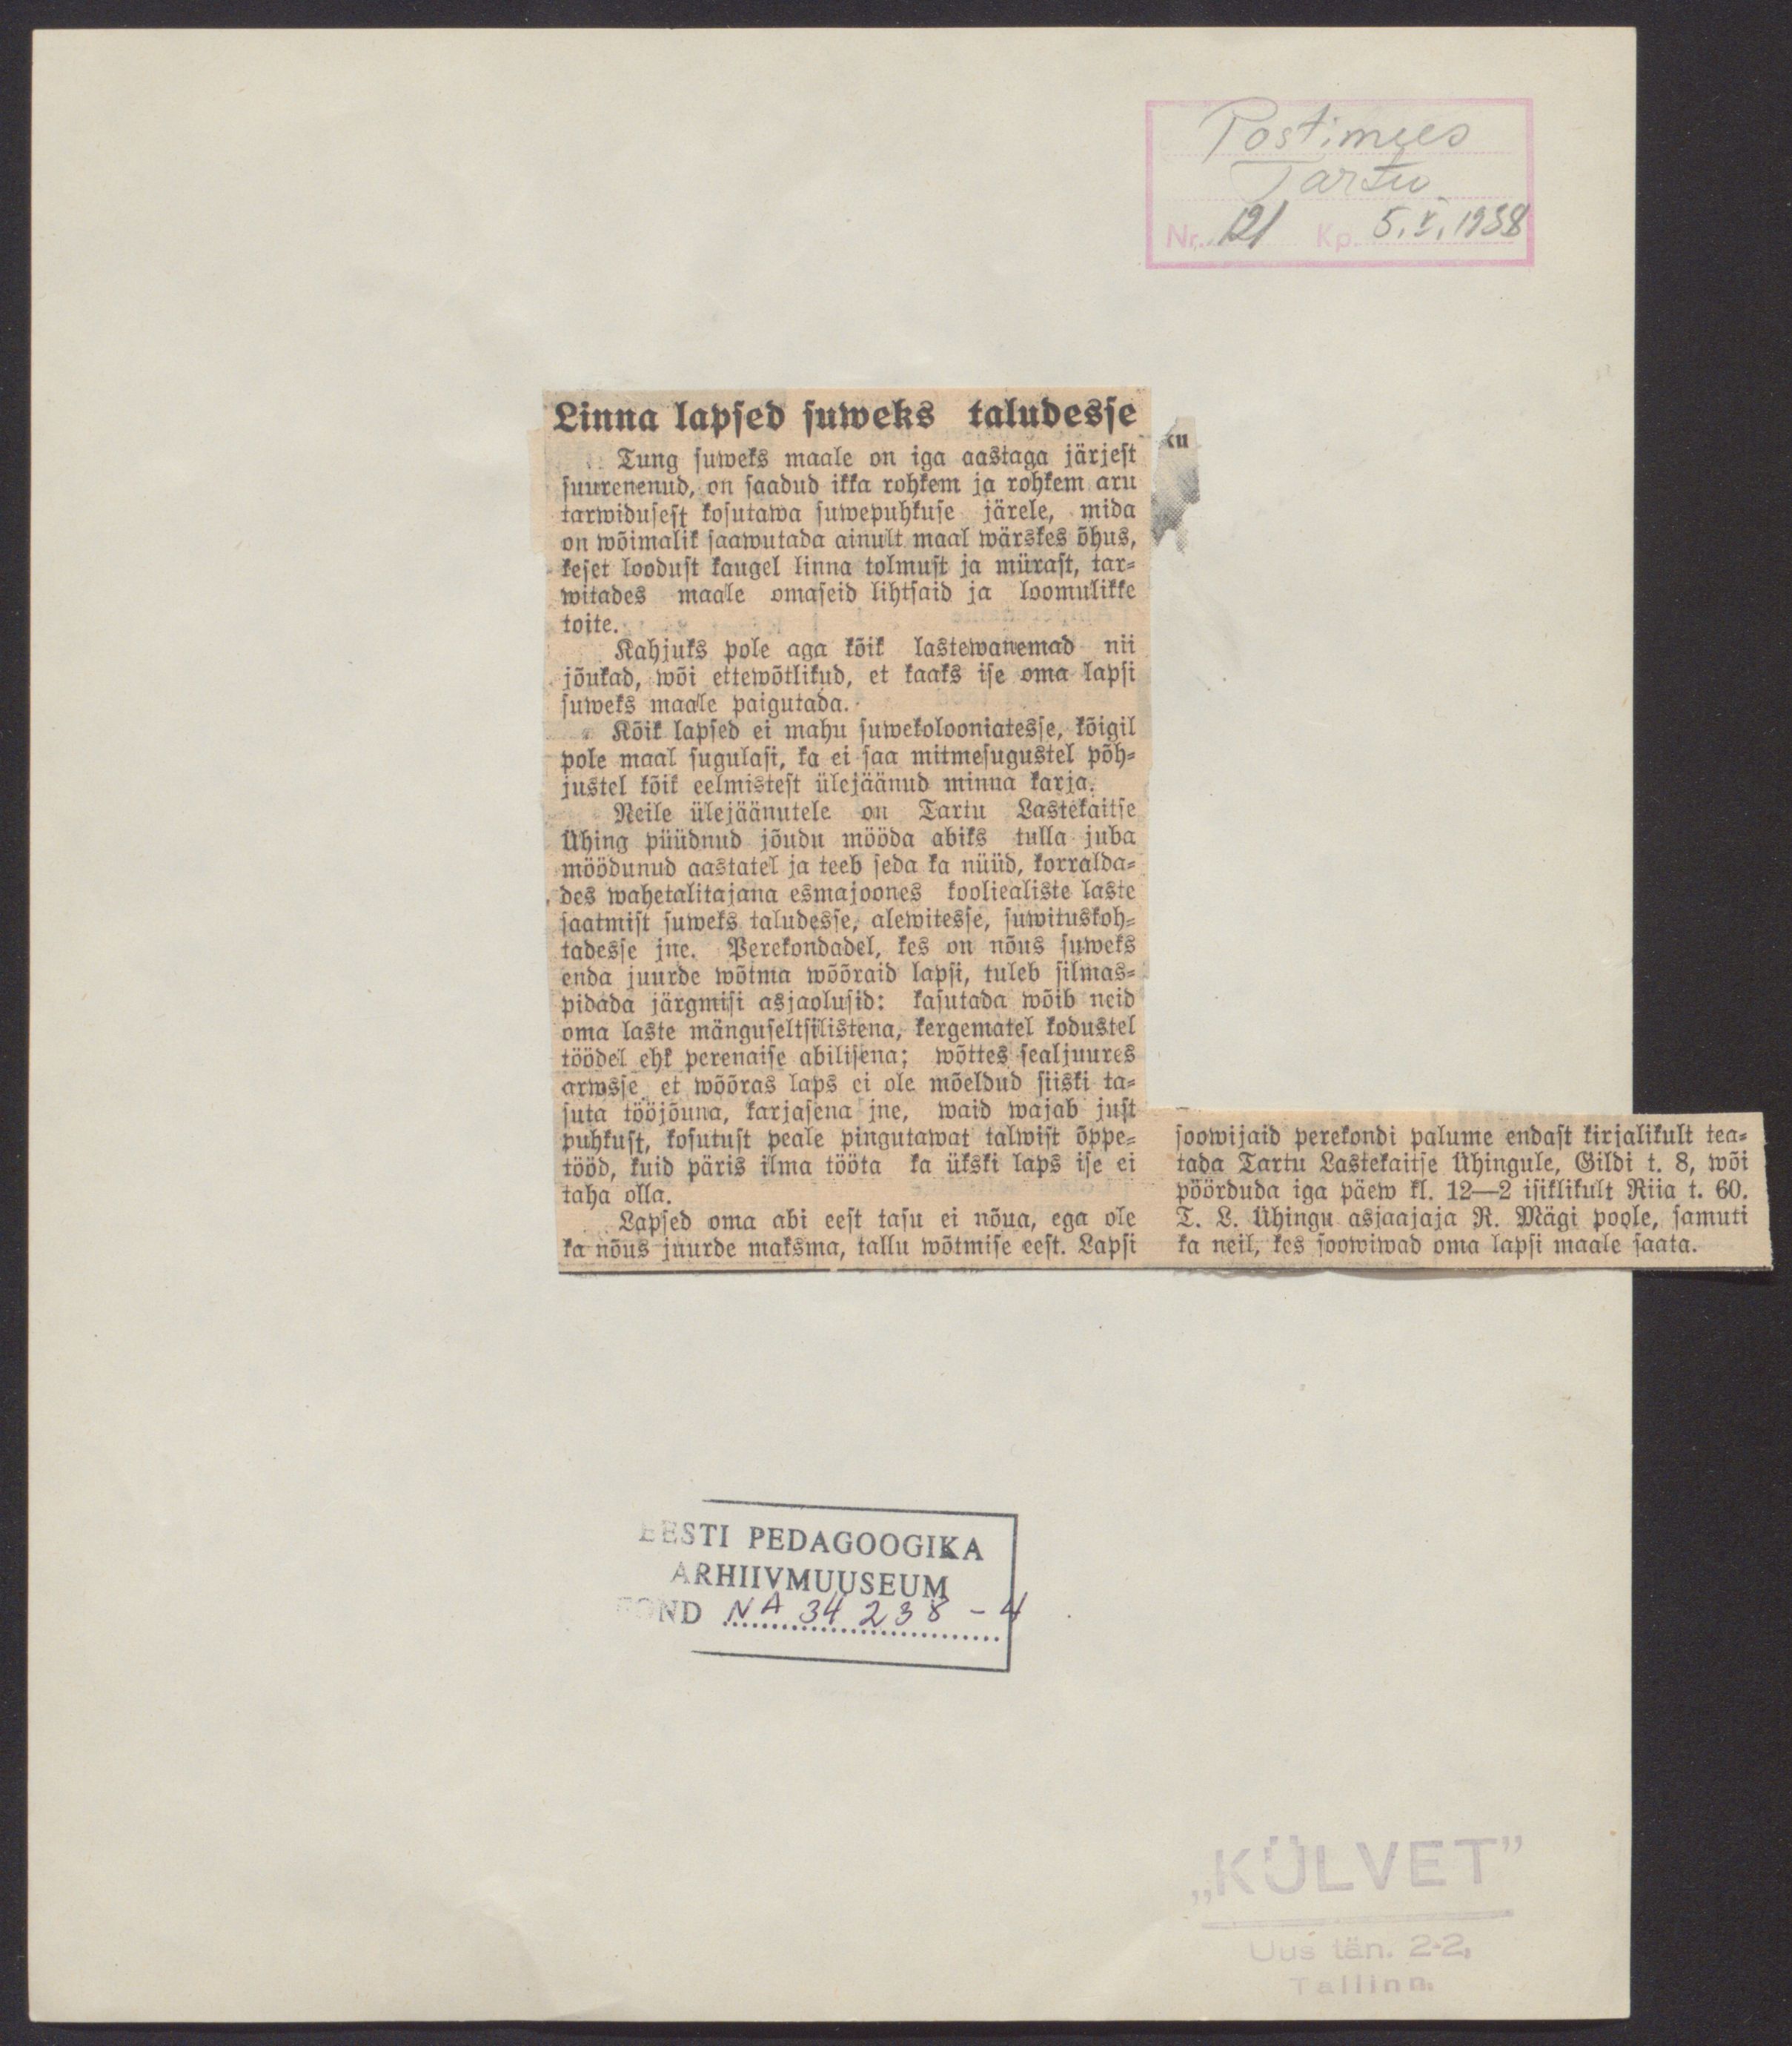 Postimees
Tartu
Nr. 121 Kp. 5. V. 1938
Linna lapsed suweks taludesse
Tung suweks maale on iga aastaga järjest
suurenenud, on saadud ikka rohkem ja rohkem aru
tarwidusest kosutawa suwepuhkuse järele, mida
on wõimalik saawutada ainult maal wärskes õhus,
keset loodust kaugel linna tolmust ja mürast, tar-
witades maale omaseid lihtsaid ja loomulikke
toite.
Kahjuks pole aga kõik lastewanemad nii
jõukad, wõi ettewõtlikud, et kaaks ise oma lapsi
suweks maale paigutada.
Kõik lapsed ei mahu suwekolooniatesse, kõigil
pole maal sugulasi, ka ei saa mitmesugustel põh-
justel kõik eelmistest ülejäänud minna karja.
Neile ülejäänutele on Tartu Lastekaitse
Ühing püüdnud jõudu mööda abiks tulla juba
möödunud aastatel ja teeb seda ka nüüd, korralda-
des wahetalitajana esmajoones kooliealiste laste
saatmist suweks taludesse, alewitesse, suwituskoh-
tadesse jne. Perekondadel, kes on nõus suweks
enda juurde wõtma wõõraid lapsi, tuleb silmas-
pidada järgmisi asjaolusid: kasutada wõib neid
oma laste mänguseltsilistena, kergematel kodustel
töödel ehk perenaise abilisena; wõttes sealjuures
arwsse et wõõras laps ei ole mõeldud siiski ta-
suta tööjõuna, karjasena jne, waid wajab just
puhkust, kosutust peale pingutawat talwist õppe-
tööd, kuid päris ilma tööta ka ükski laps ise ei
taha olla.
Lapsed oma abi eest tasu ei nõua, ega ole
ka nõus juurde maksma, tallu wõtmise eest. Lapsi
soowijaid perekondi palume endast kirjalikult tea-
tada Tartu Lastekaitse Ühingule, Gildi t. 8, wõi
pöörduda iga päew kl. 12—2 isiklikult Riia t. 60.
T. L. Ühingu asjaajaja R. Mägi poole, samuti
ka neil, kes soowiwad oma lapsi maale saata.
ku
EESTI PEDAGOOGIKA
ARHIIVMUUSEUM
FOND NA 34 238 - 4
„KÜLVET”
Uus tän. 2-2,
Tallinn.